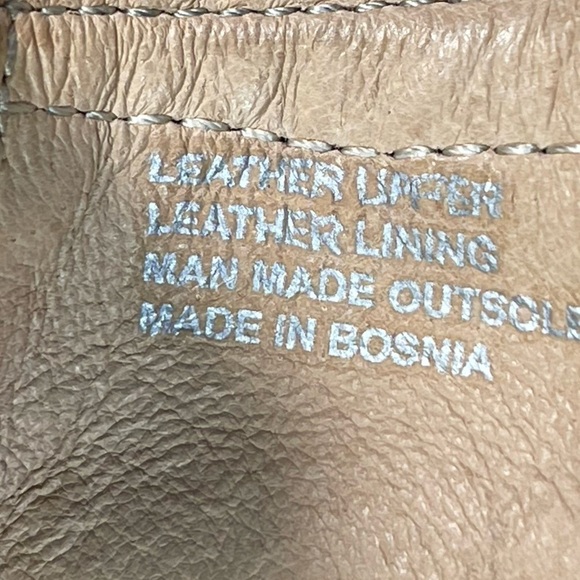 LEATHER UPPER
LEATHER LINING
MAN MADE OUTSOLE
MADE IN BOSNIA